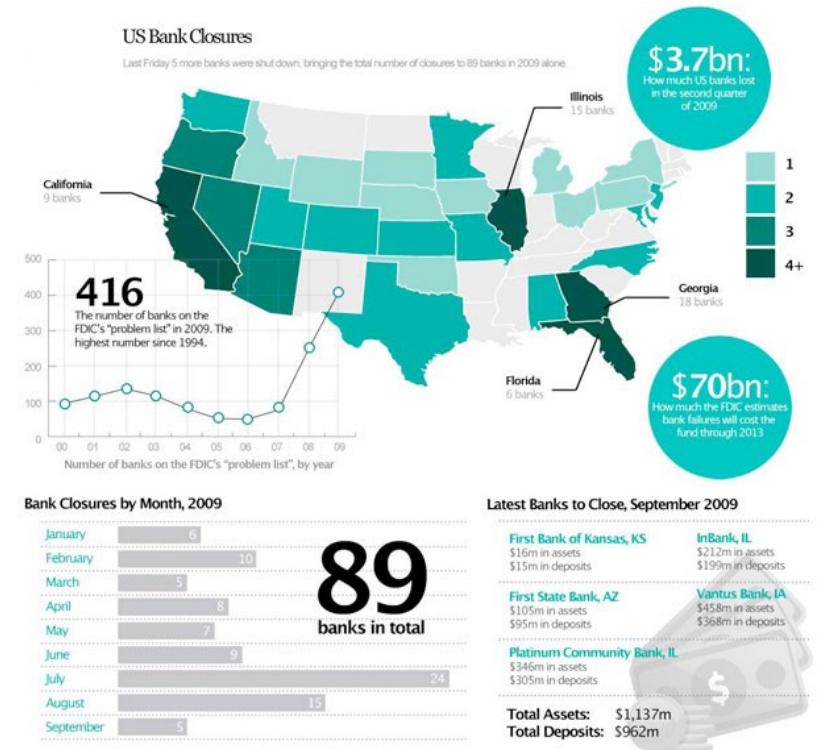 US Bank Closures
Last Friday 5 more banks were shut down, bringing the total number of closures to 89 banks in 2009 alone.
$3.7bn:
How much US banks lost
in the second quarter
of 2009
Illinois
15 banks
1
2
3
4+
California
9 banks
Georgia
18 banks
Florida
6 banks
$70bn:
How much the FDIC estimates
bank failures will cost the
fund through 2013
416
The number of banks on the
FDIC's "problem list" in 2009. The
highest number since 1994.
500
400
300
200
100
0
00 01 02 03 04 05 06 07 08 09
Number of banks on the FDIC's "problem list", by year
Bank Closures by Month, 2009
January 6
February 10
March 5
April 8
May 7
June 9
July 24
August 15
September 5
89
banks in total
Latest Banks to Close, September 2009
First Bank of Kansas, KS
$16m in assets
$15m in deposits
InBank, IL
$212m in assets
$199m in deposits
First State Bank, AZ
$105m in assets
$95m in deposits
Vantus Bank, IA
$458m in assets
$368m in deposits
Platinum Community Bank, IL
$346m in assets
$305m in deposits
$
Total Assets: $1,137m
Total Deposits: $962m